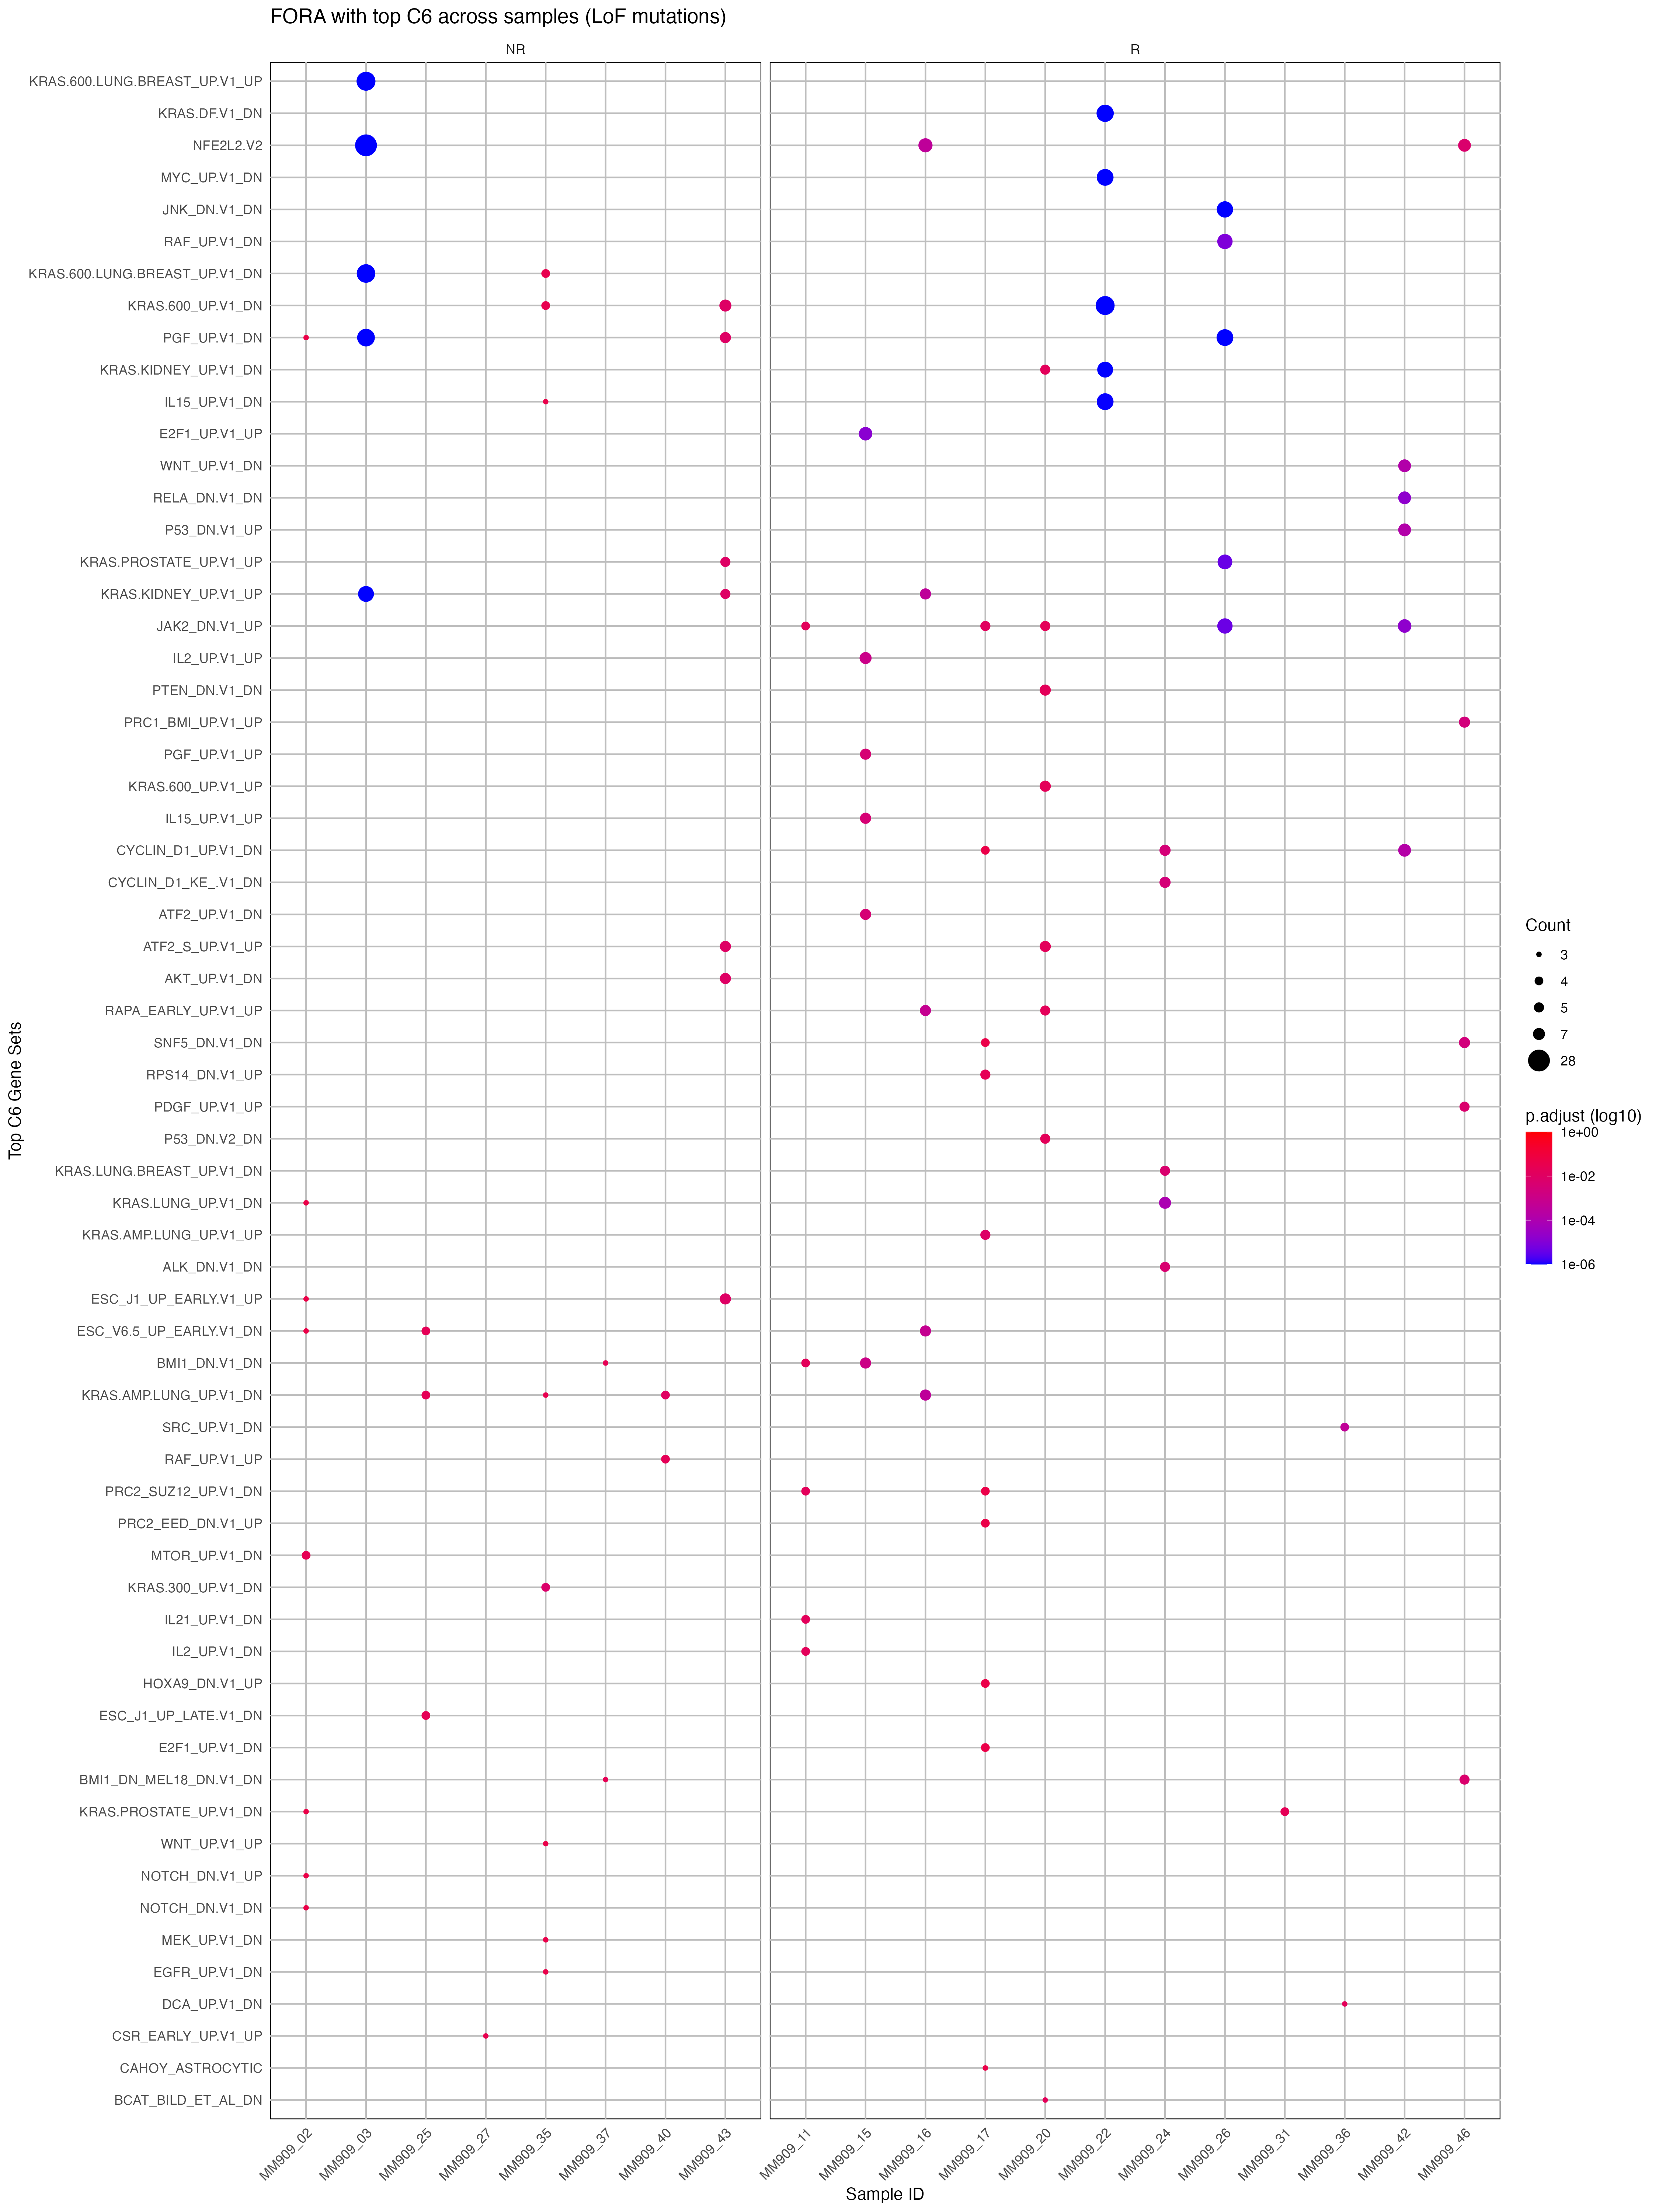 FORA with top C6 across samples (LoF mutations)
NR
R
KRAS.600.LUNG.BREAST_UP.V1_UP
KRAS.DF.V1_DN
NFE2L2.V2
MYC_UP.V1_DN
JNK_DN.V1_DN
RAF_UP.V1_DN
KRAS.600.LUNG.BREAST_UP.V1_DN
KRAS.600_UP.V1_DN
PGF_UP.V1_DN
KRAS.KIDNEY_UP.V1_DN
IL15_UP.V1_DN
E2F1_UP.V1_UP
WNT_UP.V1_DN
RELA_DN.V1_DN
P53_DN.V1_UP
KRAS.PROSTATE_UP.V1_UP
KRAS.KIDNEY_UP.V1_UP
JAK2_DN.V1_UP
IL2_UP.V1_UP
PTEN_DN.V1_DN
PRC1_BMI_UP.V1_UP
PGF_UP.V1_UP
KRAS.600_UP.V1_UP
IL15_UP.V1_UP
CYCLIN_D1_UP.V1_DN
CYCLIN_D1_KE_.V1_DN
ATF2_UP.V1_DN
ATF2_S_UP.V1_UP
AKT_UP.V1_DN
RAPA_EARLY_UP.V1_UP
SNF5_DN.V1_DN
RPS14_DN.V1_UP
PDGF_UP.V1_UP
P53_DN.V2_DN
KRAS.LUNG.BREAST_UP.V1_DN
KRAS.LUNG_UP.V1_DN
KRAS.AMP.LUNG_UP.V1_UP
ALK_DN.V1_DN
ESC_J1_UP_EARLY.V1_UP
ESC_V6.5_UP_EARLY.V1_DN
BMI1_DN.V1_DN
KRAS.AMP.LUNG_UP.V1_DN
SRC_UP.V1_DN
RAF_UP.V1_UP
PRC2_SUZ12_UP.V1_DN
PRC2_EED_DN.V1_UP
MTOR_UP.V1_DN
KRAS.300_UP.V1_DN
IL21_UP.V1_DN
IL2_UP.V1_DN
HOXA9_DN.V1_UP
ESC_J1_UP_LATE.V1_DN
E2F1_UP.V1_DN
BMI1_DN_MEL18_DN.V1_DN
KRAS.PROSTATE_UP.V1_DN
WNT_UP.V1_UP
NOTCH_DN.V1_UP
NOTCH_DN.V1_DN
MEK_UP.V1_DN
EGFR_UP.V1_DN
DCA_UP.V1_DN
CSR_EARLY_UP.V1_UP
CAHOY_ASTROCYTIC
BCAT_BILD_ET_AL_DN
Top C6 Gene Sets
MM909_02
MM909_03
MM909_25
MM909_27
MM909_35
MM909_37
MM909_40
MM909_43
MM909_11
MM909_15
MM909_16
MM909_17
MM909_20
MM909_22
MM909_24
MM909_26
MM909_31
MM909_36
MM909_42
MM909_46
Sample ID
Count
3
4
5
7
28
p.adjust (log10)
1e+00
1e-02
1e-04
1e-06